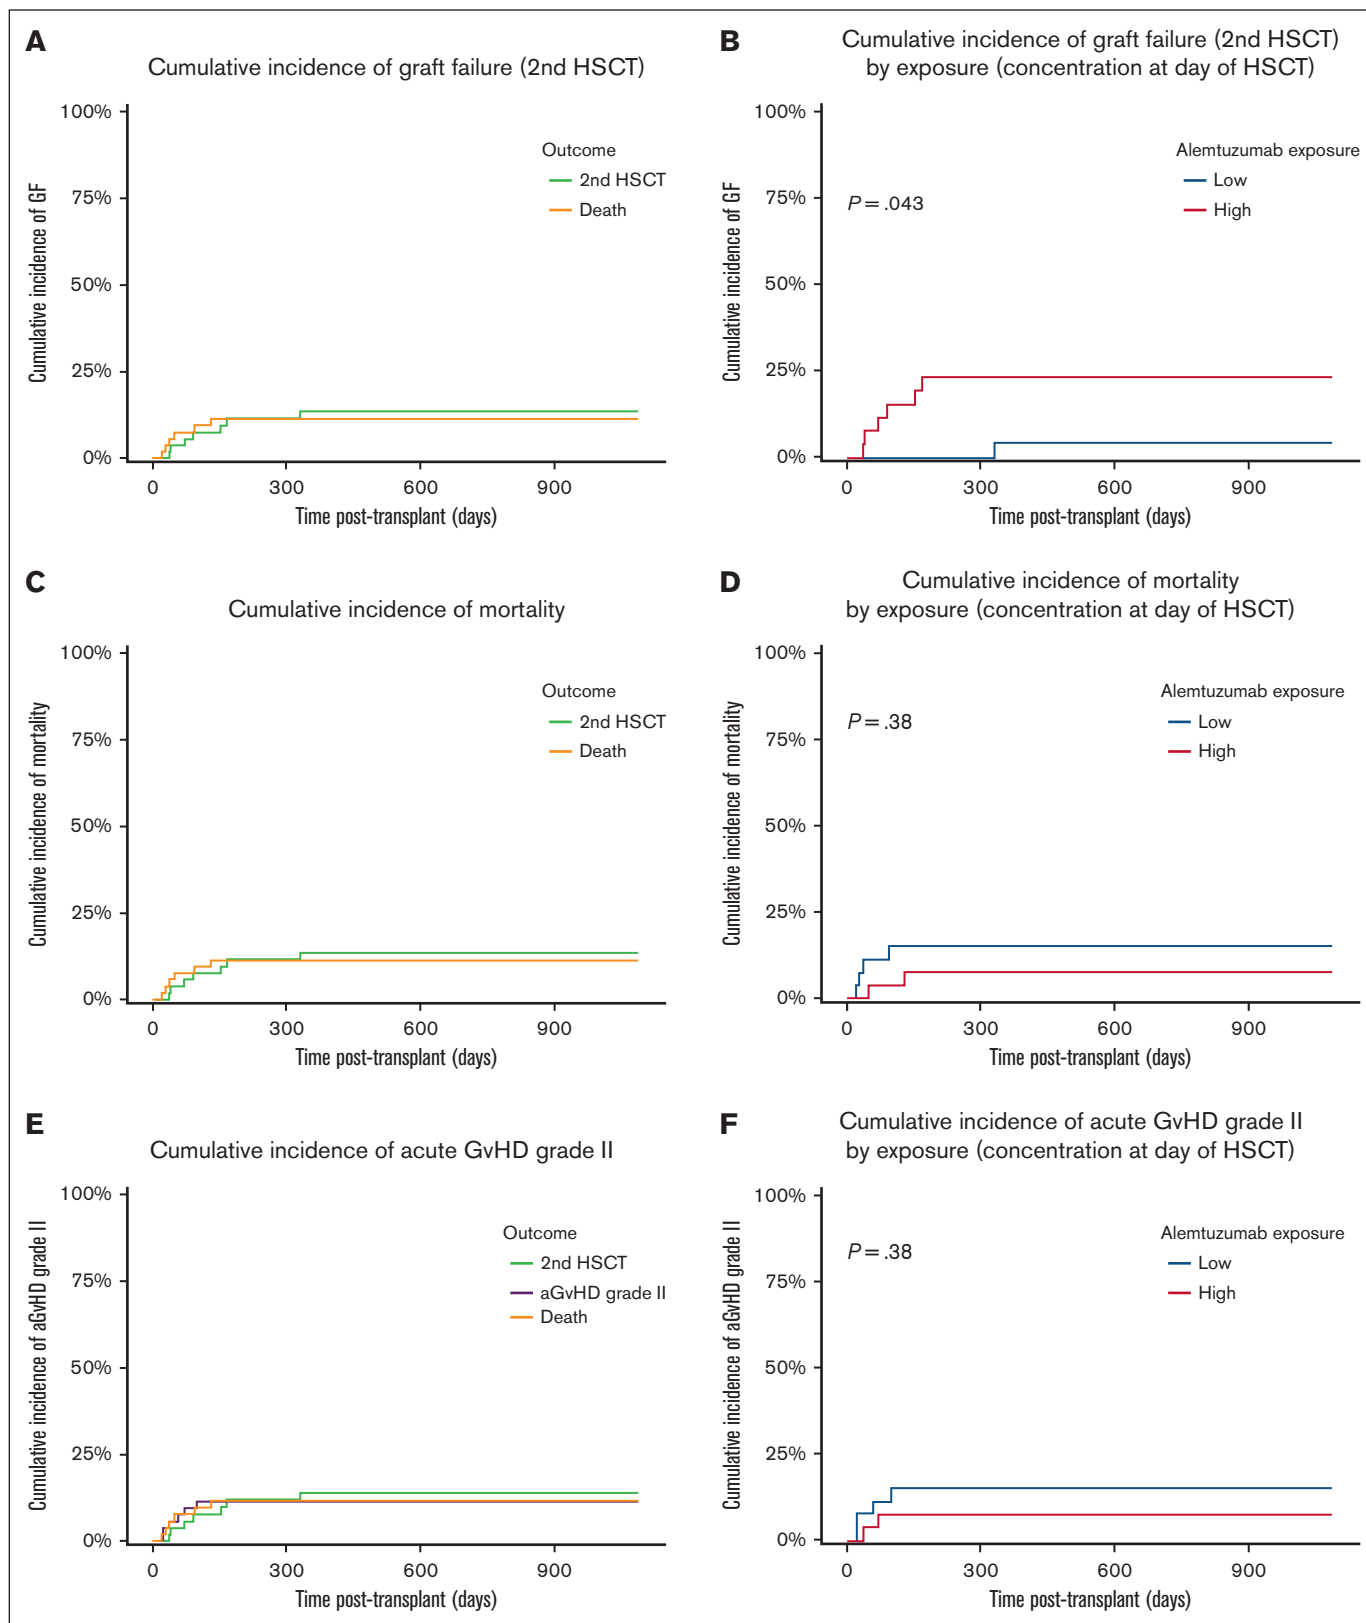 A
Cumulative incidence of graft failure (2nd HSCT)
Cumulative incidence of GF
100%
75%
50%
25%
0%
Outcome
2nd HSCT
Death
0 300 600 900
Time post-transplant (days)
B
Cumulative incidence of graft failure (2nd HSCT)
by exposure (concentration at day of HSCT)
Cumulative incidence of GF
100%
75%
50%
25%
0%
P = .043
Alemtuzumab exposure
Low
High
0 300 600 900
Time post-transplant (days)
C
Cumulative incidence of mortality
Cumulative incidence of mortality
100%
75%
50%
25%
0%
Outcome
2nd HSCT
Death
0 300 600 900
Time post-transplant (days)
D
Cumulative incidence of mortality
by exposure (concentration at day of HSCT)
Cumulative incidence of mortality
100%
75%
50%
25%
0%
P = .38
Alemtuzumab exposure
Low
High
0 300 600 900
Time post-transplant (days)
E
Cumulative incidence of acute GvHD grade II
Cumulative incidence of aGvHD grade II
100%
75%
50%
25%
0%
Outcome
2nd HSCT
aGvHD grade II
Death
0 300 600 900
Time post-transplant (days)
F
Cumulative incidence of acute GvHD grade II
by exposure (concentration at day of HSCT)
Cumulative incidence of aGvHD grade II
100%
75%
50%
25%
0%
P = .38
Alemtuzumab exposure
Low
High
0 300 600 900
Time post-transplant (days)